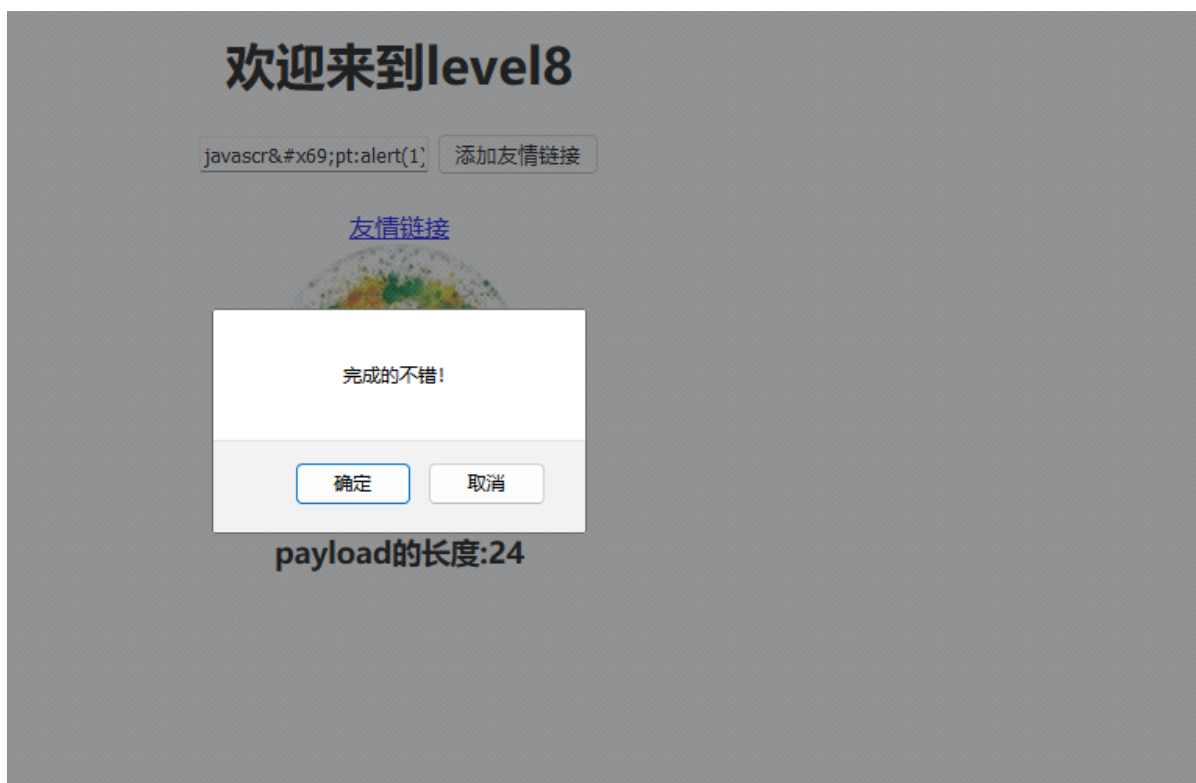 欢迎来到level8
javascr&#x69;pt:alert(1) 添加友情链接
友情链接
完成的不错!
确定 取消
payload的长度:24